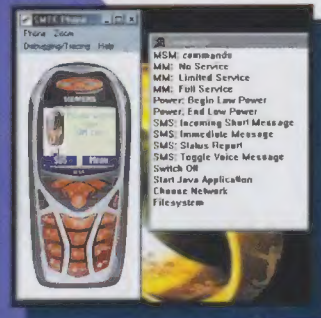 SMTK Phone
Phone Zoom
Debugging/Tracing Help
SIEMENS
SOS Menu
MSM: commands
MM: No Service
MM: Limited Service
MM: Full Service
Power: Begin Low Power
Power: End Low Power
SMS: Incoming Short Message
SMS: Immediate Message
SMS: Status Report
SMS: Toggle Voice Message
Switch Off
Start Java Application
Choose Network
Filesystem